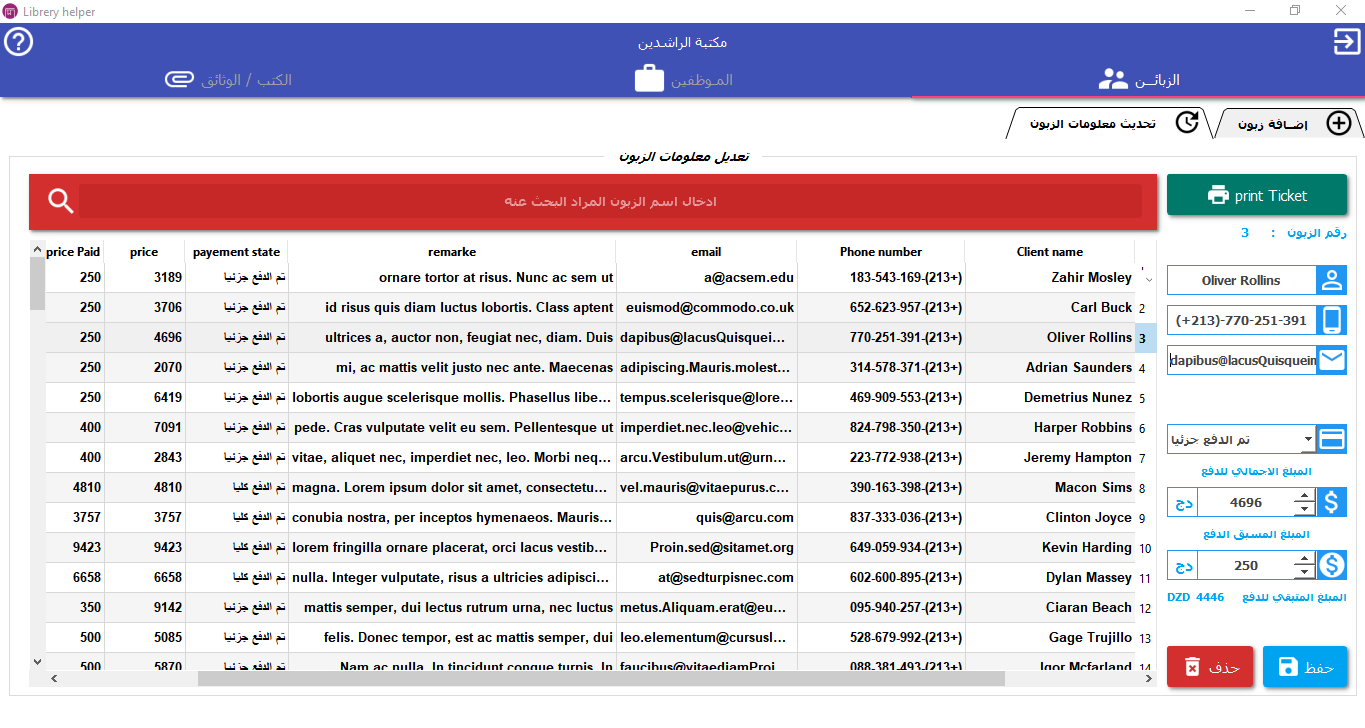 Librery helper
مكتبة الراشدين
الزبائـــن
المـوظفين
الكتب / الوثائق
إضـافة زبون
تحديث معلومات الزبون
تعديل معلومات الزبون
ادخال اسم الزبون المراد البحث عنه
print Ticket
رقم الزبون : 3
Oliver Rollins
(+213)-770-251-391
dapibus@lacusQuisquein
تم الدفع جزئيا
المبلغ الاجمالي للدفع
4696 دج
المبلغ المسبق الدفع
250 دج
المبلغ المتبقي للدفع 4446 DZD
حفظ
حذف
price Paid price payement state remarke email Phone number Client name
250 3189 تم الدفع جزئيا ornare tortor at risus. Nunc ac sem ut a@acsem.edu 183-543-169-(213+) Zahir Mosley
250 3706 تم الدفع جزئيا id risus quis diam luctus lobortis. Class aptent euismod@commodo.co.uk 652-623-957-(213+) Carl Buck 2
250 4696 تم الدفع جزئيا ultrices a, auctor non, feugiat nec, diam. Duis dapibus@lacusQuisquei... 770-251-391-(213+) Oliver Rollins 3
250 2070 تم الدفع جزئيا mi, ac mattis velit justo nec ante. Maecenas adipiscing.Mauris.molest... 314-578-371-(213+) Adrian Saunders 4
250 6419 تم الدفع جزئيا lobortis augue scelerisque mollis. Phasellus libe... tempus.scelerisque@lore... 469-909-553-(213+) Demetrius Nunez 5
400 7091 تم الدفع جزئيا pede. Cras vulputate velit eu sem. Pellentesque ut imperdiet.nec.leo@vehic... 824-798-350-(213+) Harper Robbins 6
400 2843 تم الدفع جزئيا vitae, aliquet nec, imperdiet nec, leo. Morbi neq... arcu.Vestibulum.ut@urn... 223-772-938-(213+) Jeremy Hampton 7
4810 4810 تم الدفع كليا magna. Lorem ipsum dolor sit amet, consectetu... vel.mauris@vitaepurus.c... 390-163-398-(213+) Macon Sims 8
3757 3757 تم الدفع كليا conubia nostra, per inceptos hymenaeos. Mauris... quis@arcu.com 837-333-036-(213+) Clinton Joyce 9
9423 9423 تم الدفع كليا lorem fringilla ornare placerat, orci lacus vestib... Proin.sed@sitamet.org 649-059-934-(213+) Kevin Harding 10
6658 6658 تم الدفع كليا nulla. Integer vulputate, risus a ultricies adipisci... at@sedturpisnec.com 602-600-895-(213+) Dylan Massey 11
350 9142 تم الدفع جزئيا mattis semper, dui lectus rutrum urna, nec luctus metus.Aliquam.erat@eu... 095-940-257-(213+) Ciaran Beach 12
500 5085 تم الدفع جزئيا felis. Donec tempor, est ac mattis semper, dui leo.elementum@cursusl... 528-679-992-(213+) Gage Trujillo 13
500 5870 تم الدفع جزئيا Nam ac nulla. In tincidunt congue turpis. In faucibus@vitaediamProi... 088-381-493-(213+) Igor Mcfarland 14